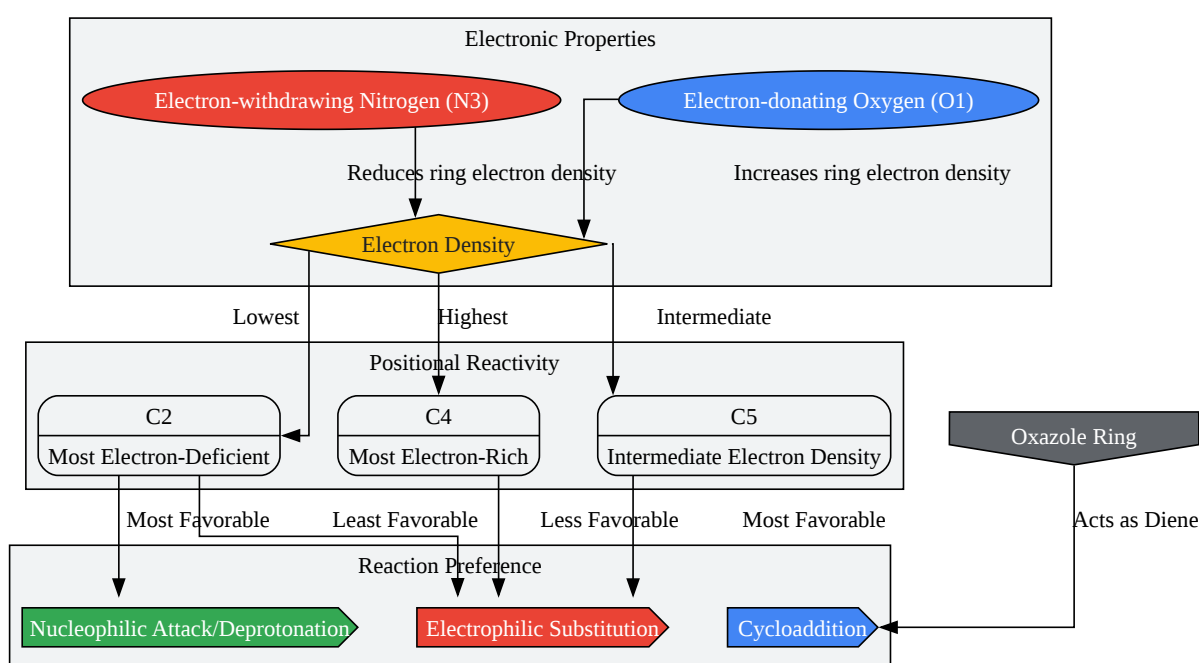 Electronic Properties
Electron-withdrawing Nitrogen (N3)
Electron-donating Oxygen (O1)
Reduces ring electron density
Increases ring electron density
Electron Density
Lowest
Highest
Intermediate
Positional Reactivity
C2
Most Electron-Deficient
C4
Most Electron-Rich
C5
Intermediate Electron Density
Oxazole Ring
Most Favorable
Least Favorable
Less Favorable
Most Favorable
Acts as Diene
Reaction Preference
Nucleophilic Attack/Deprotonation
Electrophilic Substitution
Cycloaddition